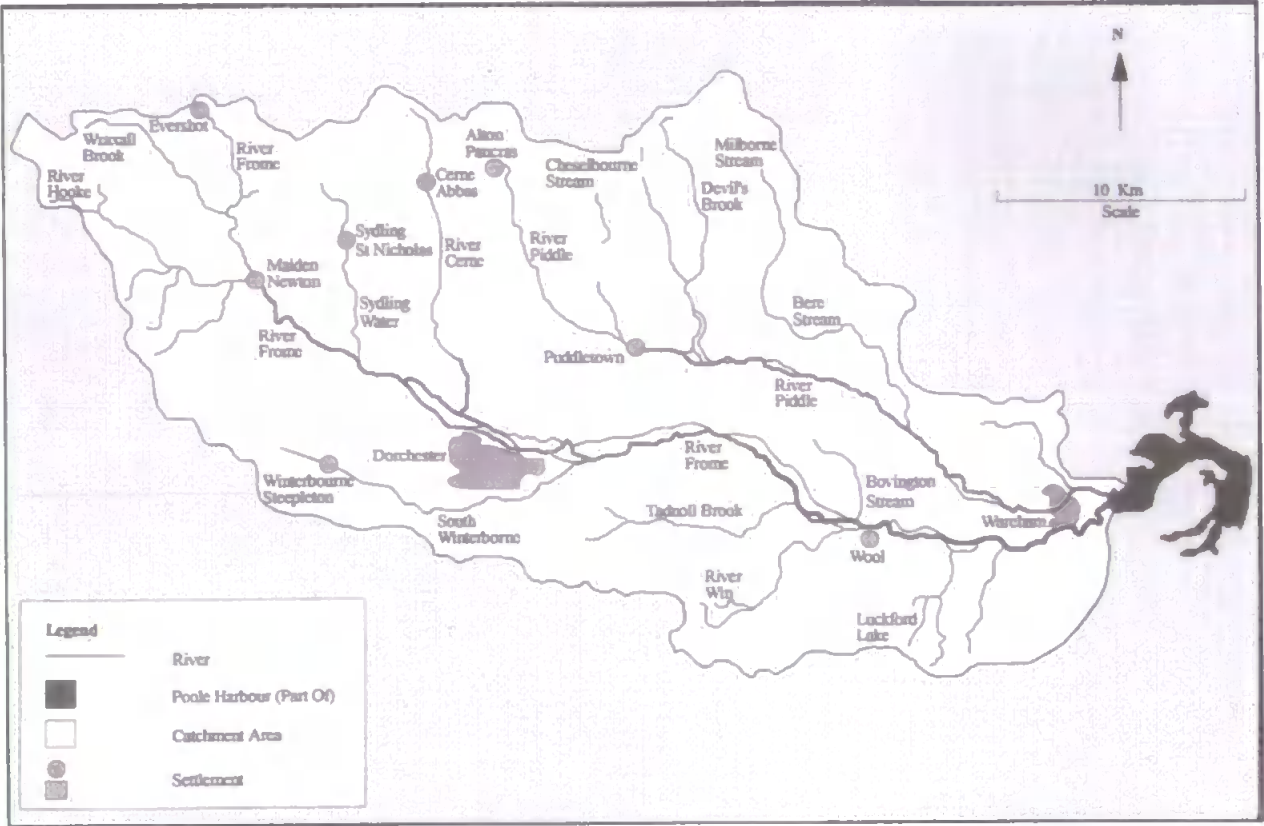 N
10 Km
Scale
Evershot
Wraxall
Brook
River
Frome
River
Hooke
Alton
Pancras
Cerne
Abbas
Cheselbourne
Stream
Milborne
Stream
Devil's
Brook
Sydling
St Nicholas
River
Cerne
River
Piddle
Maiden
Newton
Sydling
Water
River
Frome
Bere
Stream
Puddletown
River
Piddle
Dorchester
River
Frome
Winterbourne
Steepleton
South
Winterborne
Tadnoll Brook
Bovington
Stream
Wareham
Wool
River
Win
Luckford
Lake
Legend
River
Poole Harbour (Part Of)
Catchment Area
Settlement